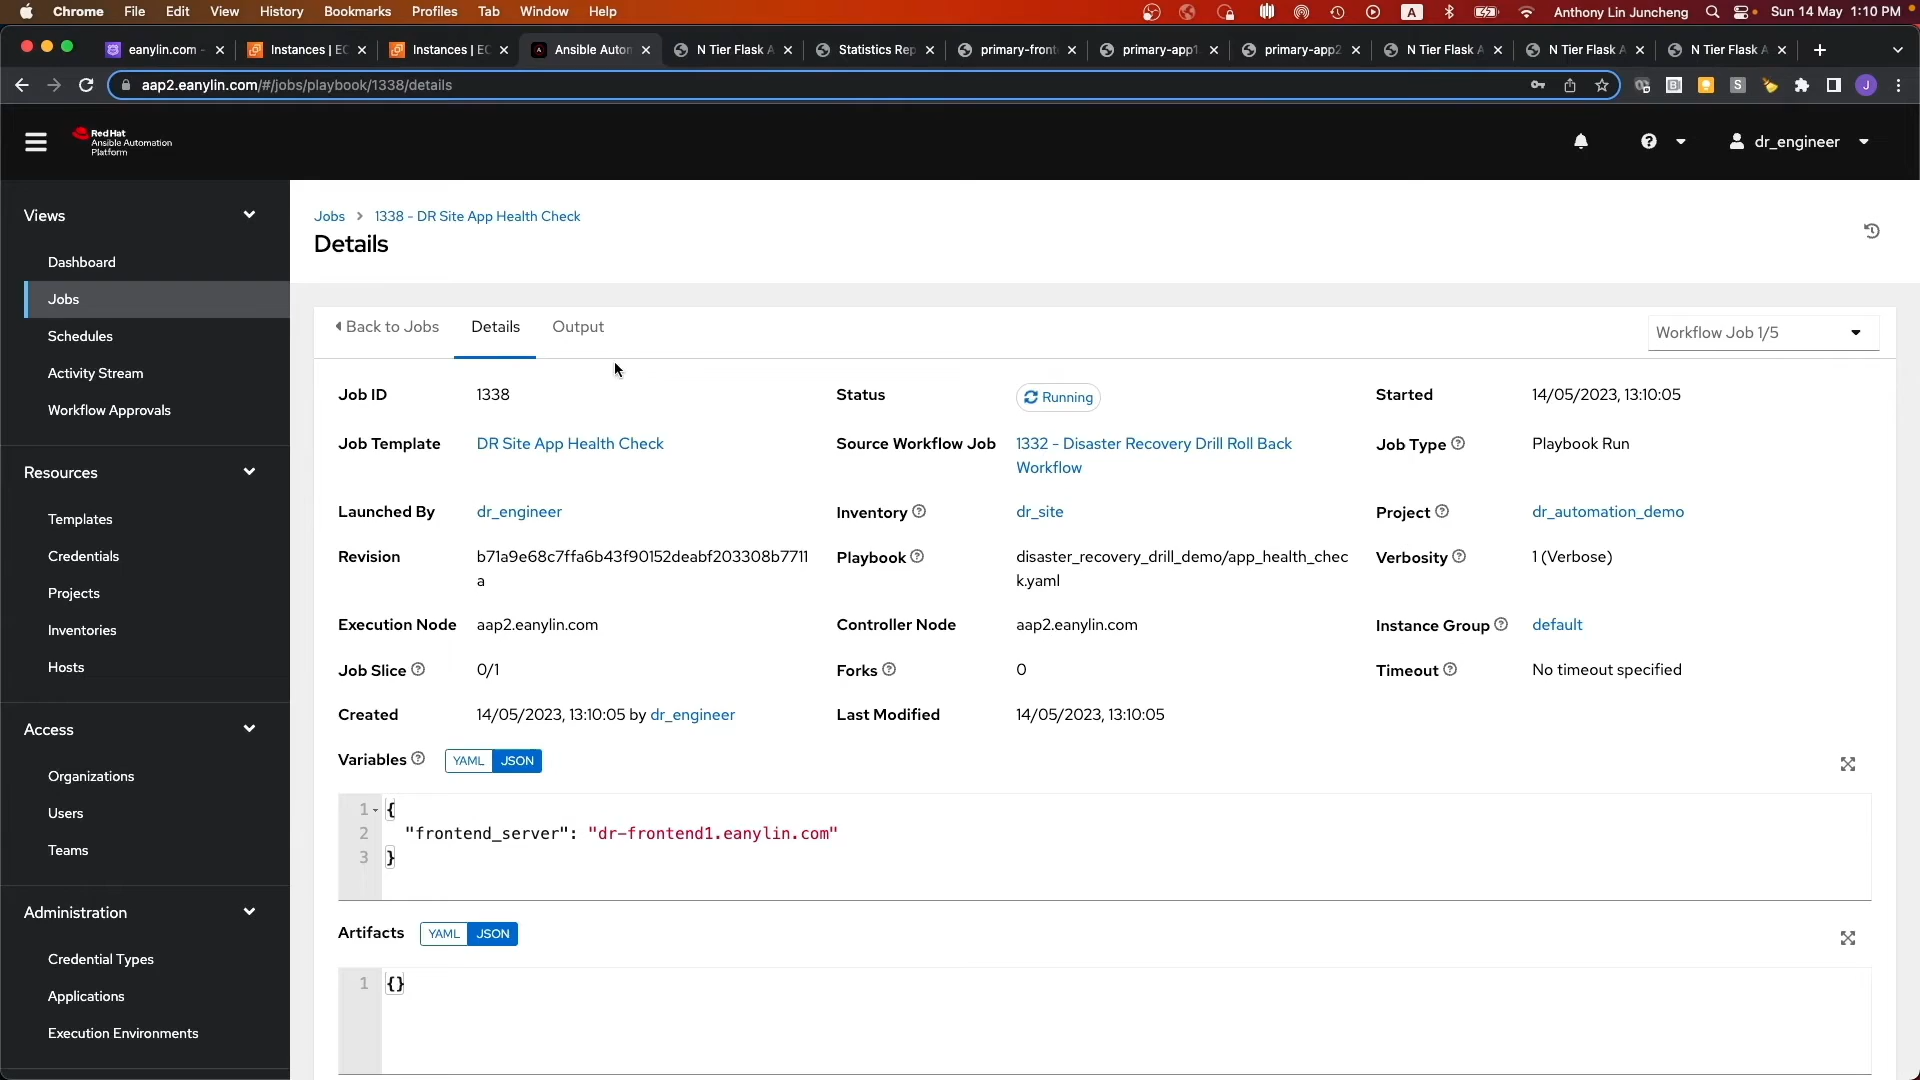 Chrome File Edit View History Bookmarks Profiles Tab Window Help A Anthony Lin Juncheng Sun 14 May 1:10 PM
eanylin.com - Instances | EC Instances | EC Ansible Autom N Tier Flask A Statistics Rep primary-front primary-app1. primary-app2. N Tier Flask A N Tier Flask A N Tier Flask A
aap2.eanylin.com/#/jobs/playbook/1338/details S J
Red Hat
Ansible Automation
Platform
dr_engineer
Views
Dashboard
Jobs
Schedules
Activity Stream
Workflow Approvals
Resources
Templates
Credentials
Projects
Inventories
Hosts
Access
Organizations
Users
Teams
Administration
Credential Types
Applications
Execution Environments
Jobs > 1338 - DR Site App Health Check
Details
Back to Jobs Details Output Workflow Job 1/5
Job ID 1338 Status Running Started 14/05/2023, 13:10:05
Job Template DR Site App Health Check Source Workflow Job 1332 - Disaster Recovery Drill Roll Back Job Type Playbook Run
Workflow
Launched By dr_engineer Inventory dr_site Project dr_automation_demo
Revision b71a9e68c7ffa6b43f90152deabf203308b7711 Playbook disaster_recovery_drill_demo/app_health_chec Verbosity 1 (Verbose)
a k.yaml
Execution Node aap2.eanylin.com Controller Node aap2.eanylin.com Instance Group default
Job Slice 0/1 Forks 0 Timeout No timeout specified
Created 14/05/2023, 13:10:05 by dr_engineer Last Modified 14/05/2023, 13:10:05
Variables YAML JSON
1 {
2 "frontend_server": "dr-frontend1.eanylin.com"
3 }
Artifacts YAML JSON
1 {}